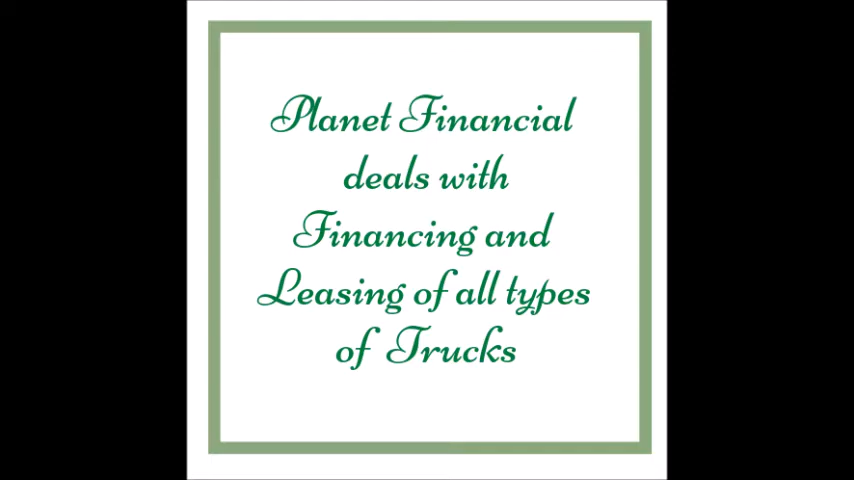 Planet Financial
deals with
Financing and
Leasing of all types
of Trucks